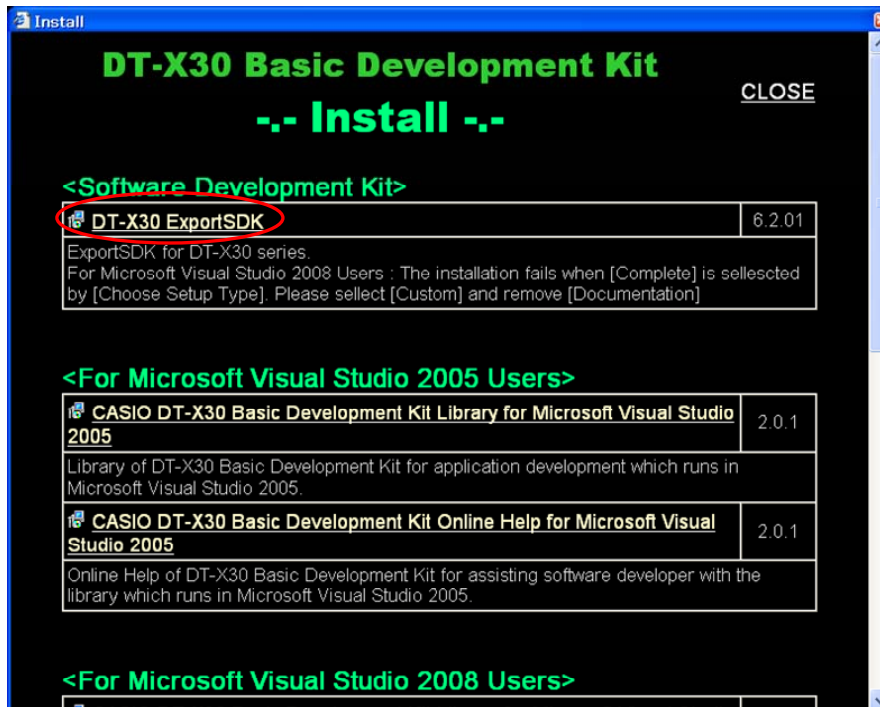 Install
DT-X30 Basic Development Kit
CLOSE
-.- Install -.-
<Software Development Kit>
DT-X30 ExportSDK
6.2.01
ExportSDK for DT-X30 series.
For Microsoft Visual Studio 2008 Users : The installation fails when [Complete] is sellescted
by [Choose Setup Type]. Please sellect [Custom] and remove [Documentation]
<For Microsoft Visual Studio 2005 Users>
CASIO DT-X30 Basic Development Kit Library for Microsoft Visual Studio
2005
2.0.1
Library of DT-X30 Basic Development Kit for application development which runs in
Microsoft Visual Studio 2005.
CASIO DT-X30 Basic Development Kit Online Help for Microsoft Visual
Studio 2005
2.0.1
Online Help of DT-X30 Basic Development Kit for assisting software developer with the
library which runs in Microsoft Visual Studio 2005.
<For Microsoft Visual Studio 2008 Users>